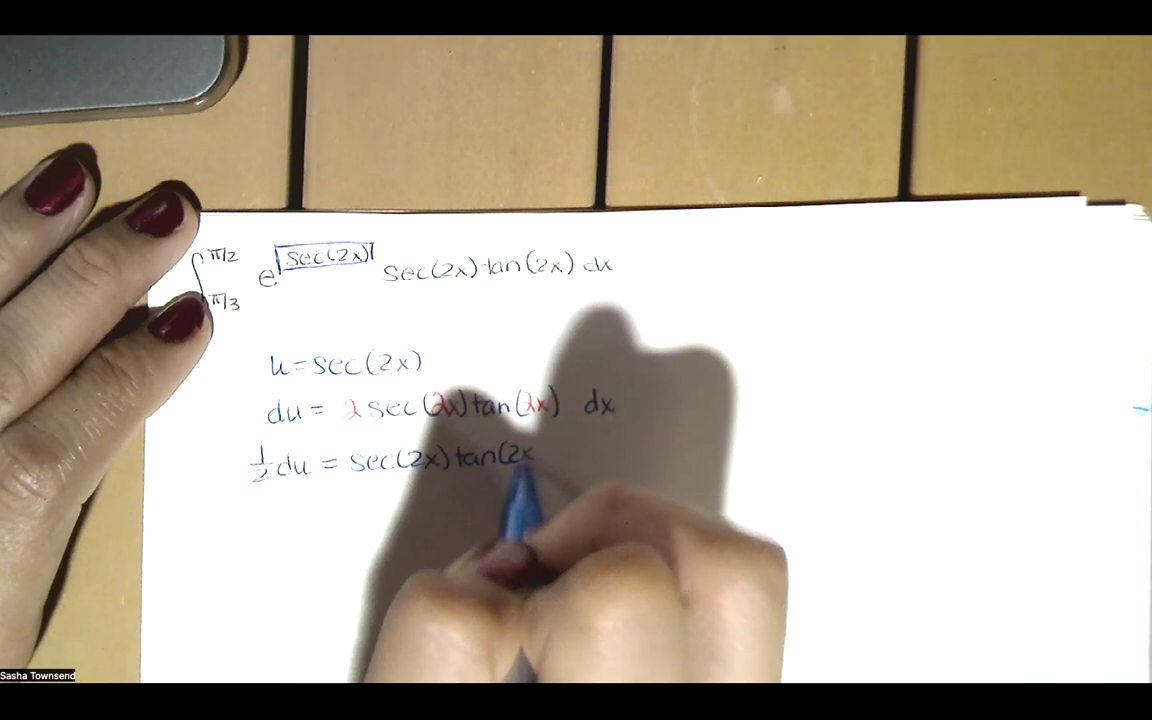 ∫ π/2 π/3 e^sec(2x) sec(2x) tan(2x) dx
u = sec(2x)
du = 2 sec(2x) tan(2x) dx
1/2 du = sec(2x) tan(2x
Sasha Townsend